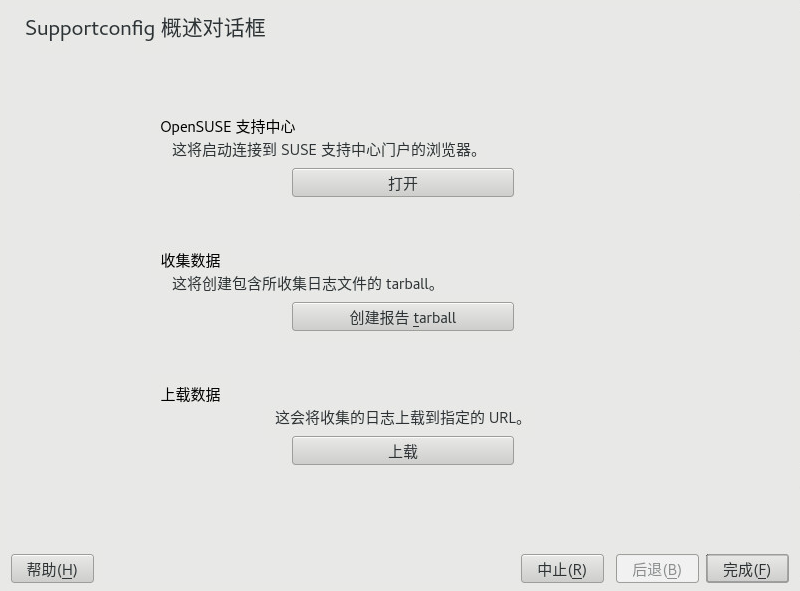 Supportconfig 概述对话框
OpenSUSE 支持中心
这将启动连接到 SUSE 支持中心门户的浏览器。
打开
收集数据
这将创建包含所收集日志文件的 tarball。
创建报告 tarball
上载数据
这会将收集的日志上载到指定的 URL。
上载
帮助(H) 中止(R) 后退(B) 完成(F)